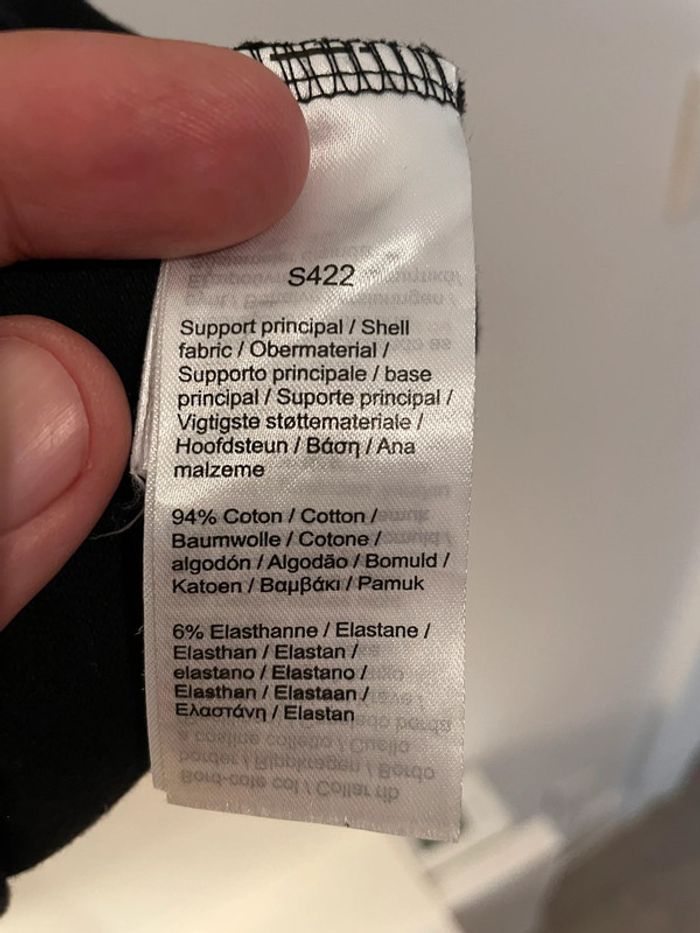 S422
Support principal / Shell
fabric / Obermaterial /
Supporto principale / base
principal / Suporte principal /
Vigtigste støttemateriale /
Hoofdsteun / Βάση / Ana
malzeme
94% Coton / Cotton /
Baumwolle / Cotone /
algodón / Algodão / Bomuld /
Katoen / Βαμβάκι / Pamuk
6% Elasthanne / Elastane /
Elasthan / Elastan /
elastano / Elastano /
Elasthan / Elastaan /
Ελαστάνη / Elastan